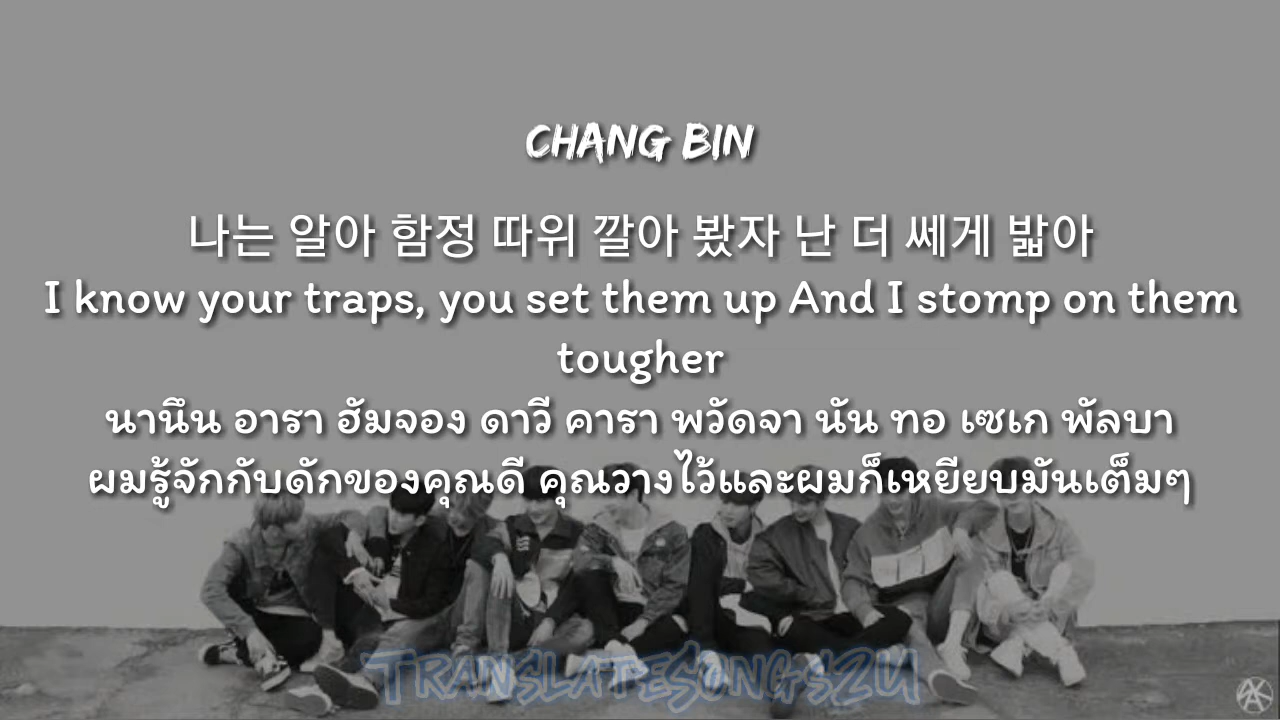 CHANG BIN
나는 알아 함정 따위 깔아 봤자 난 더 쎄게 밟아
I know your traps, you set them up And I stomp on them
tougher
นานึน อารา ฮัมจอง ดาวี คารา พวัดจา นัน ทอ เซเก พัลบา
ผมรู้จักกับดักของคุณดี คุณวางไว้และผมก็เหยียบมันเต็มๆ
TRANSLATESONGS2U